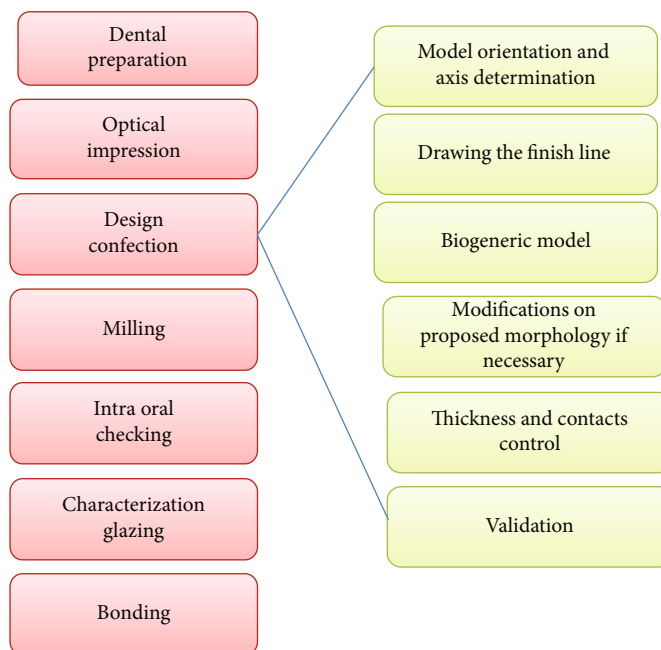 Dental
preparation
Optical
impression
Design
confection
Milling
Intra oral
checking
Characterization
glazing
Bonding
Model orientation and
axis determination
Drawing the finish line
Biogeneric model
Modifications on
proposed morphology if
necessary
Thickness and contacts
control
Validation